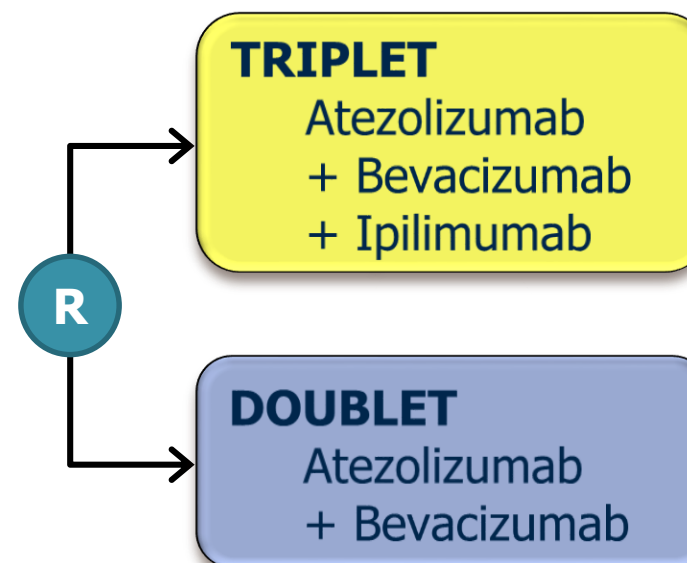 TRIPLET
Atezolizumab
+ Bevacizumab
+ Ipilimumab
R
DOUBLET
Atezolizumab
+ Bevacizumab